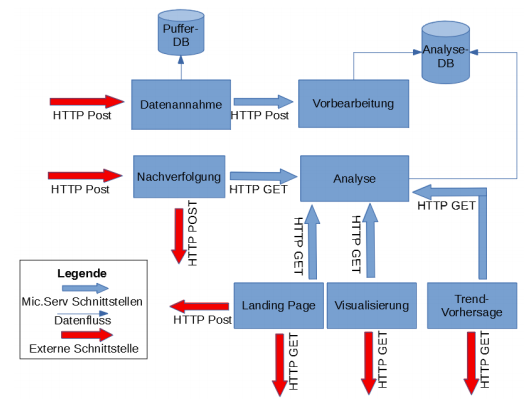 Puffer-
DB
Analyse-
DB
Datenannahme
Vorbearbeitung
HTTP Post
HTTP Post
Nachverfolgung
Analyse
HTTP Post
HTTP GET
HTTP GET
HTTP POST
HTTP
GET
HTTP
GET
Legende
Mic.Serv Schnittstellen
Datenfluss
Externe Schnittstelle
HTTP Post
Landing Page
Visualisierung
Trend-
Vorhersage
HTTP GET
HTTP GET
HTTP GET